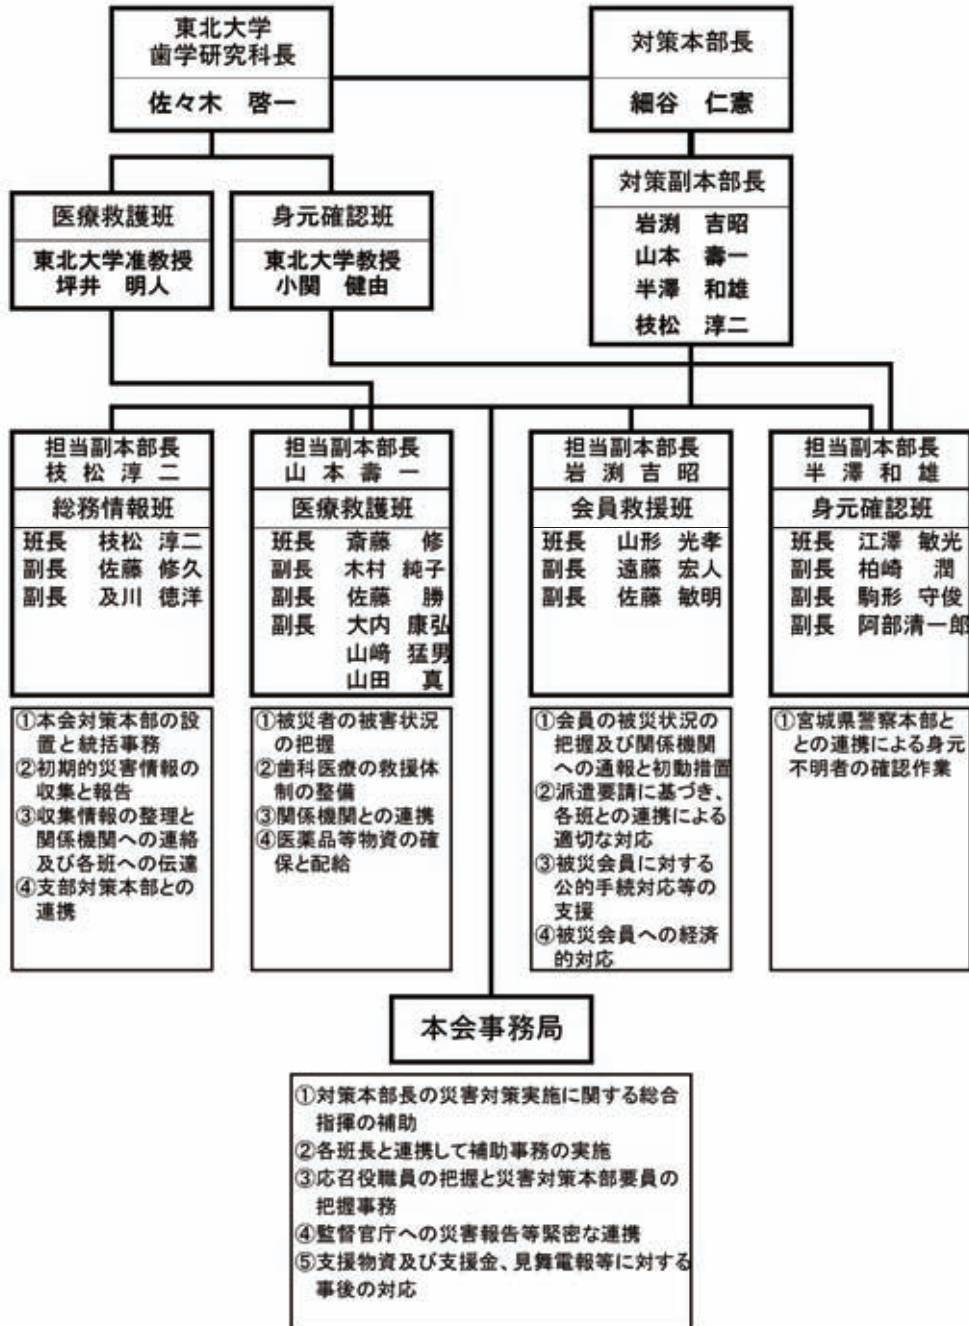 東北大学
歯学研究科長
佐々木 啓一
対策本部長
細谷 仁憲
対策副本部長
岩渕 吉昭
山本 壽一
半澤 和雄
枝松 淳二
医療救護班
東北大学准教授
坪井 明人
身元確認班
東北大学教授
小関 健由
担当副本部長
枝松淳二
総務情報班
班長 枝松 淳二
副長 佐藤 修久
副長 及川 徳洋
担当副本部長
山本壽一
医療救護班
班長 斎藤 修
副長 木村 純子
副長 佐藤 勝
副長 大内 康弘
山﨑 猛男
山田 真
担当副本部長
岩渕吉昭
会員救援班
班長 山形 光孝
副長 遠藤 宏人
副長 佐藤 敏明
担当副本部長
半澤和雄
身元確認班
班長 江澤 敏光
副長 柏崎 潤
副長 駒形 守俊
副長 阿部清一郎
①本会対策本部の設
置と統括事務
②初期的災害情報の
収集と報告
③収集情報の整理と
関係機関への連絡
及び各班への伝達
④支部対策本部との
連携
①被災者の被害状況
の把握
②歯科医療の救援体
制の整備
③関係機関との連携
④医薬品等物資の確
保と配給
①会員の被災状況の
把握及び関係機関
への通報と初動措置
②派遣要請に基づき、
各班との連携による
適切な対応
③被災会員に対する
公的手続対応等の
支援
④被災会員への経済
的対応
①宮城県警察本部と
との連携による身元
不明者の確認作業
本会事務局
①対策本部長の災害対策実施に関する総合
指揮の補助
②各班長と連携して補助事務の実施
③応召役職員の把握と災害対策本部要員の
把握事務
④監督官庁への災害報告等緊密な連携
⑤支援物資及び支援金、見舞電報等に対する
事後の対応